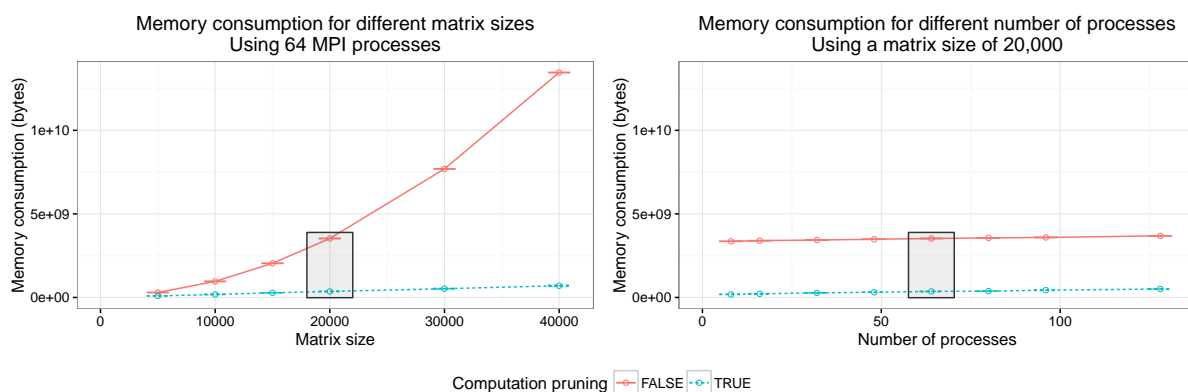 Memory consumption for different matrix sizes
Using 64 MPI processes
Memory consumption (bytes)
1e+10
5e+09
0e+00
0
10000
20000
30000
40000
Matrix size
Memory consumption for different number of processes
Using a matrix size of 20,000
Memory consumption (bytes)
1e+10
5e+09
0e+00
0
50
100
Number of processes
Computation pruning FALSE TRUE